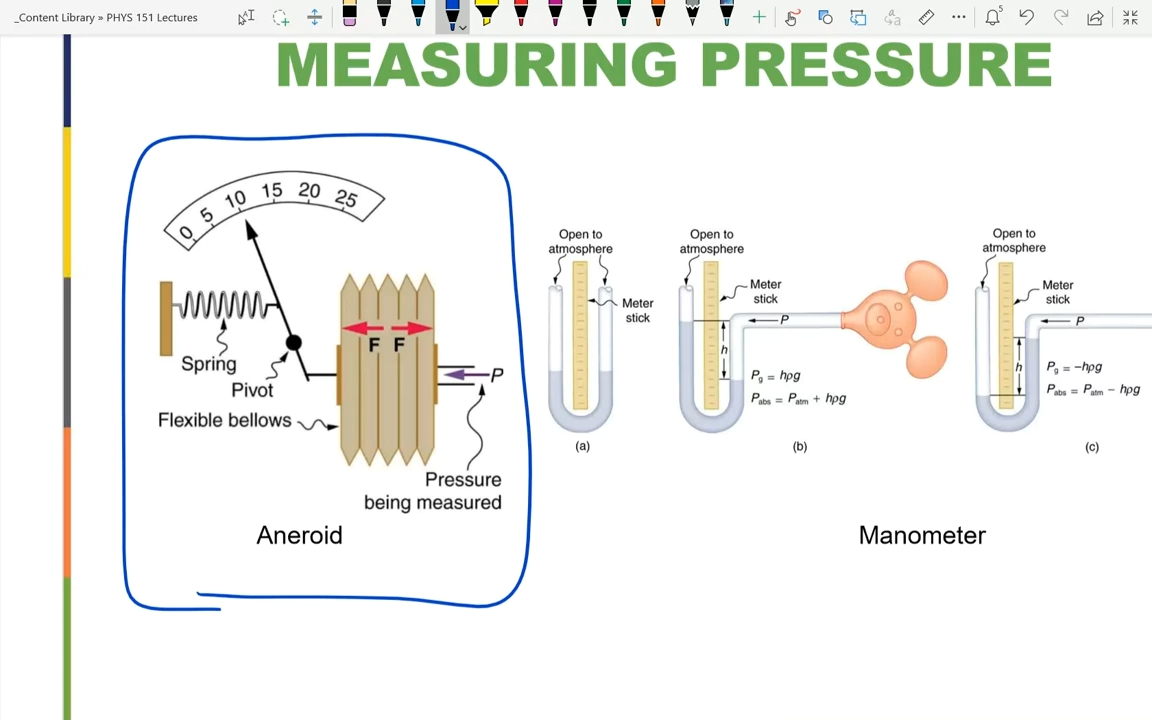 _Content Library » PHYS 151 Lectures
5
MEASURING PRESSURE
0 5 10 15 20 25
Spring
Pivot
Flexible bellows
F F
P
Pressure
being measured
Aneroid
Open to
atmosphere
Meter
stick
(a)
Open to
atmosphere
Meter
stick
P
h
Pg = hρg
Pabs = Patm + hρg
(b)
Open to
atmosphere
Meter
stick
P
h
Pg = −hρg
Pabs = Patm − hρg
(c)
Manometer